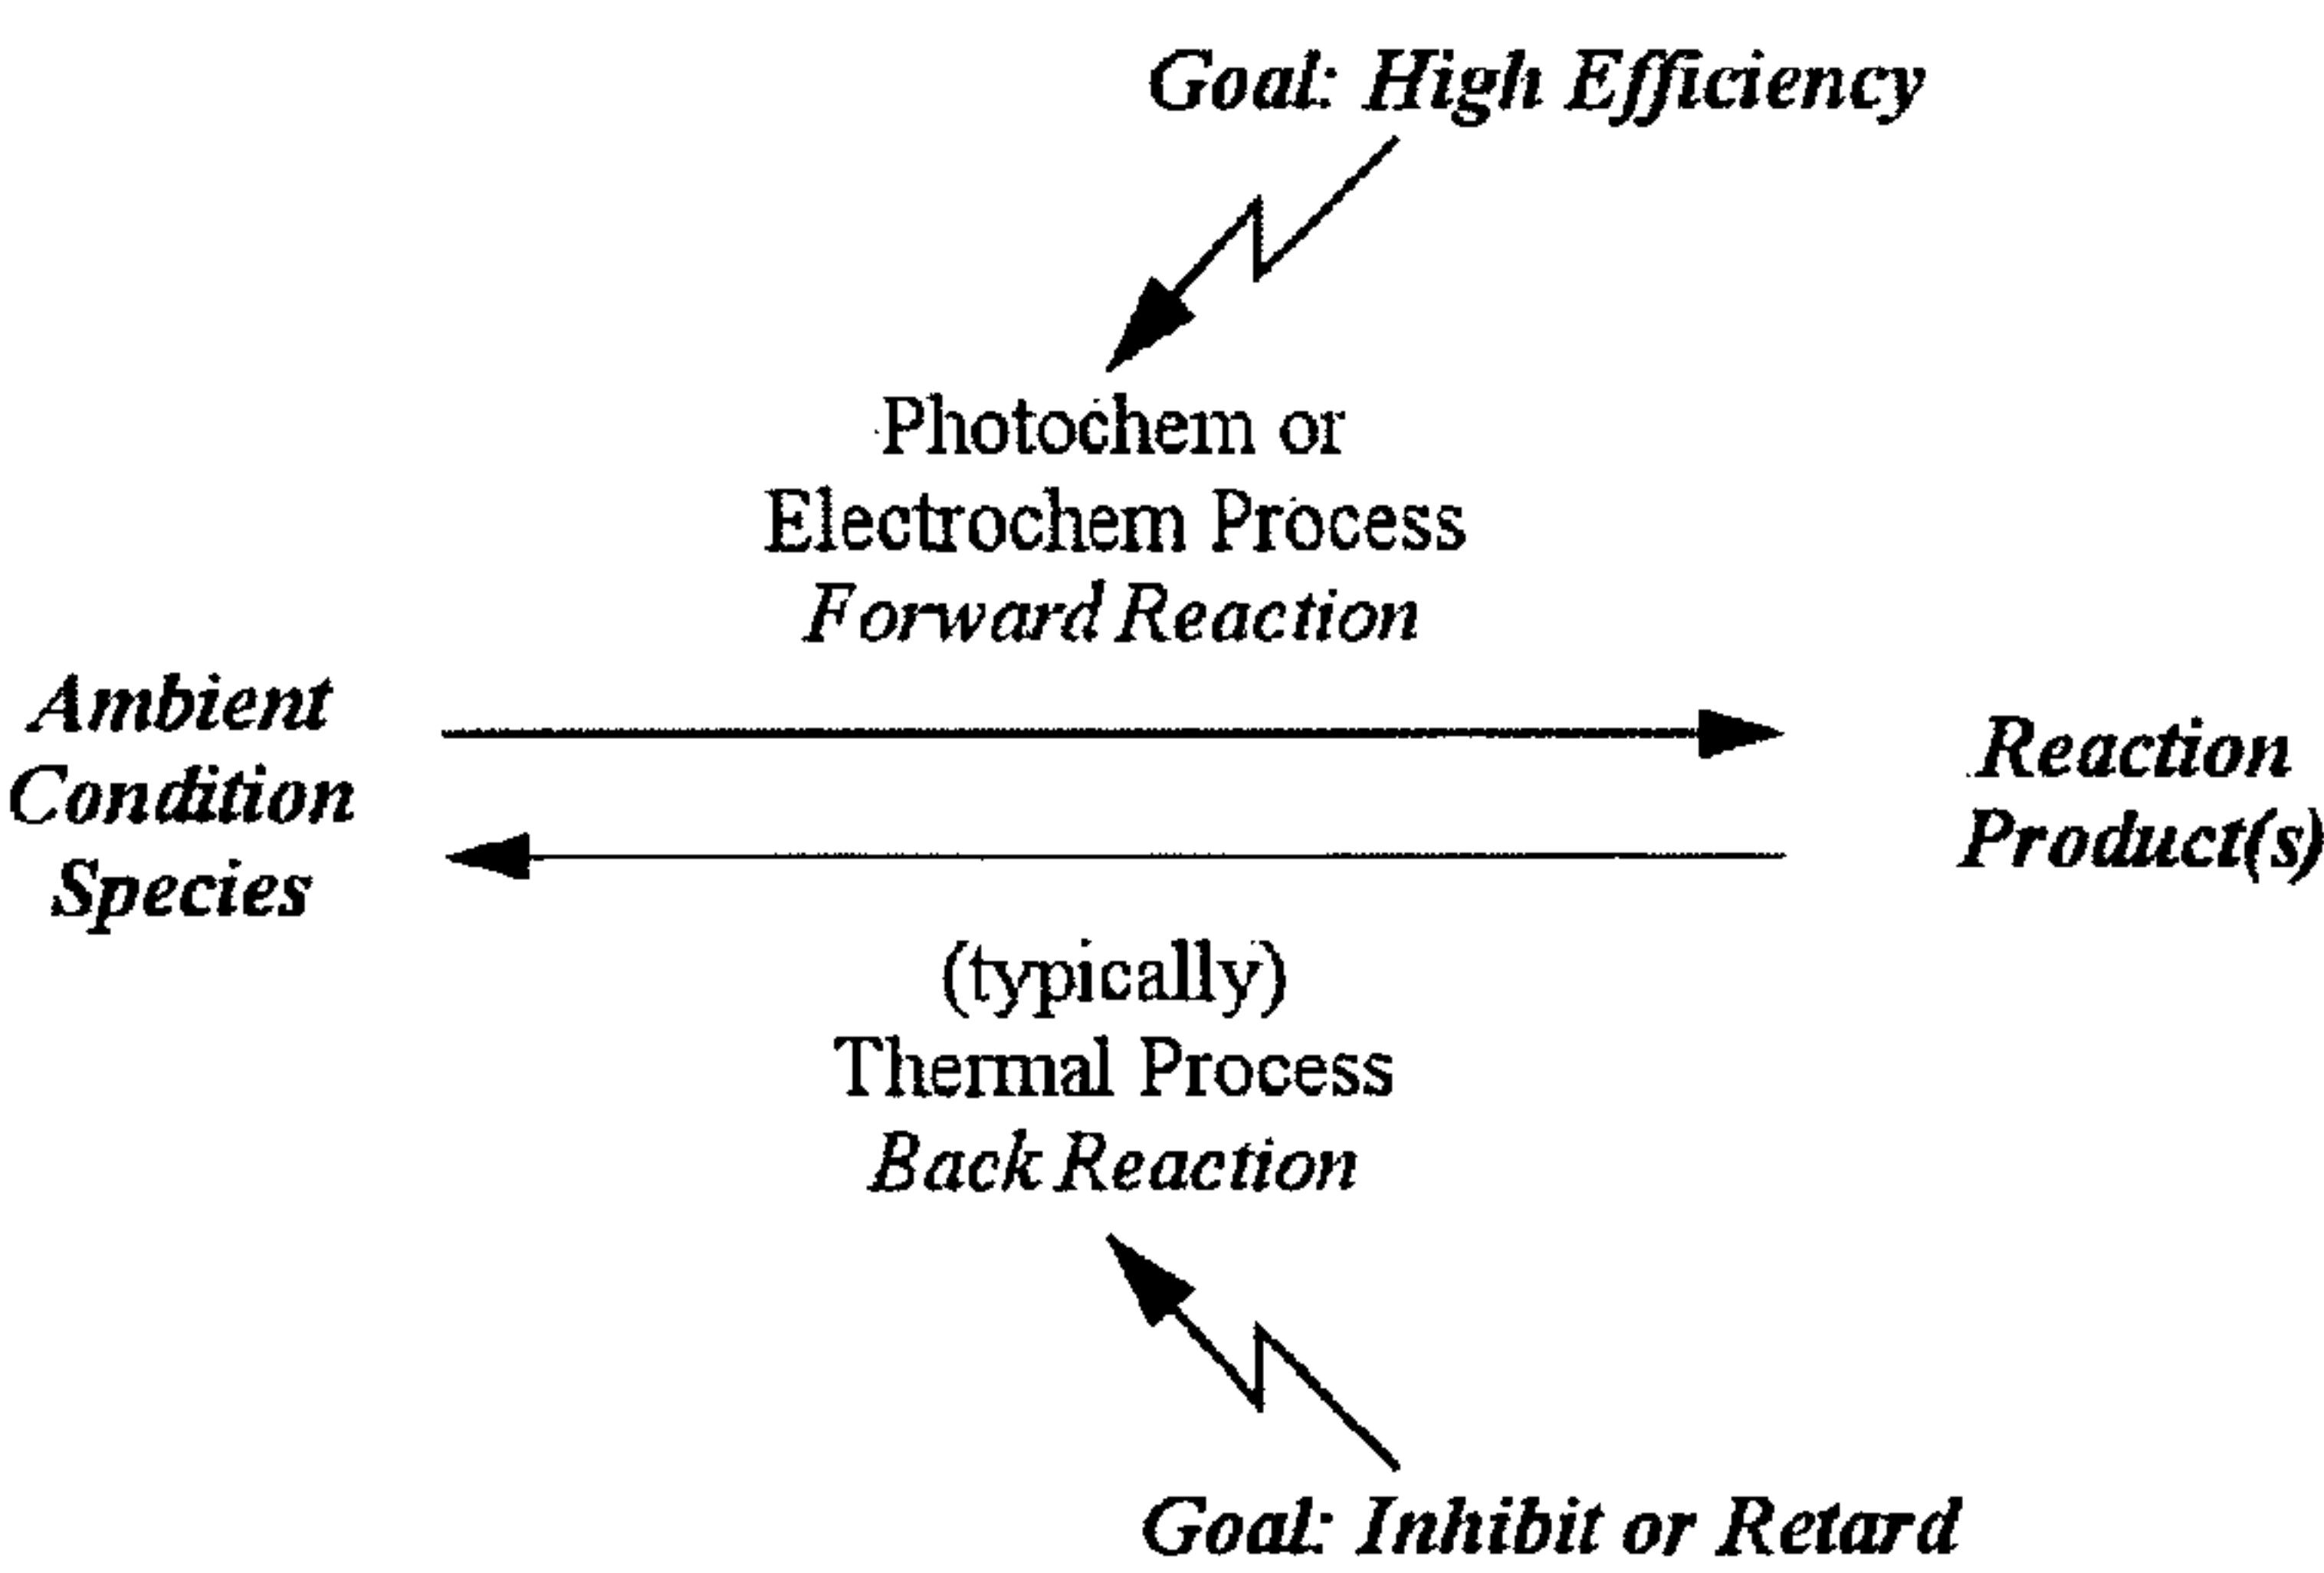 Goal: High Efficiency
Photochem or
Electrochem Process
Forward Reaction
Ambient
Condition
Species
Reaction
Product(s)
(typically)
Thermal Process
Back Reaction
Goal: Inhibit or Retard